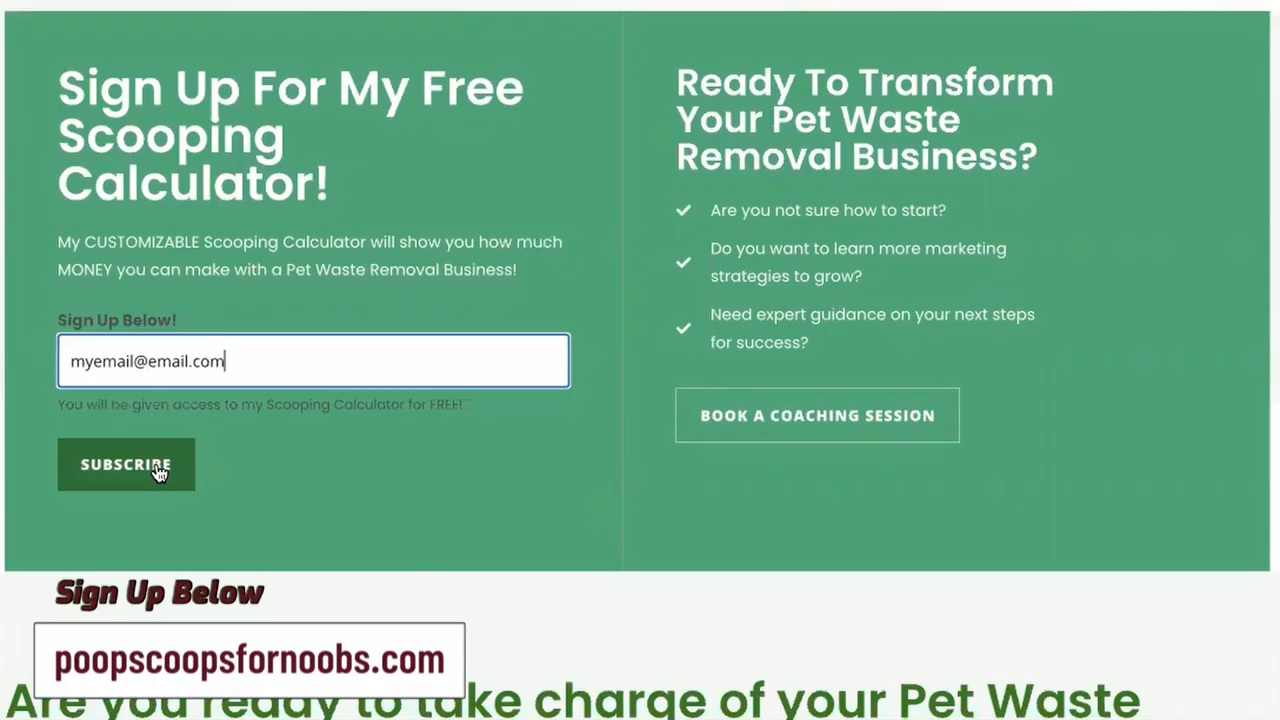 Sign Up For My Free
Scooping
Calculator!
My CUSTOMIZABLE Scooping Calculator will show you how much
MONEY you can make with a Pet Waste Removal Business!
Sign Up Below!
myemail@email.com
You will be given access to my Scooping Calculator for FREE!
SUBSCRIBE
Ready To Transform
Your Pet Waste
Removal Business?
Are you not sure how to start?
Do you want to learn more marketing
strategies to grow?
Need expert guidance on your next steps
for success?
BOOK A COACHING SESSION
Sign Up Below
poopscoopsfornoobs.com
Are you ready to take charge of your Pet Waste